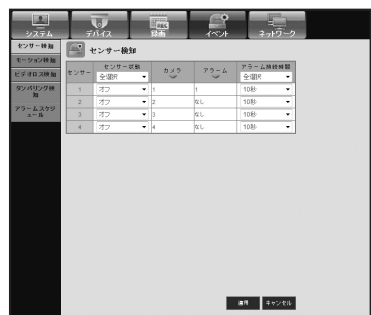 システム デバイス 録画 イベント ネットワーク
センサー検知
モーション検知
ビデオロス検知
タンパリング検知
アラームスケジュール
センサー検知
センサー センサー状態 カメラ アラーム アラーム持続時間
全選択 全選択
1 オフ 1 1 10秒
2 オフ 2 なし 10秒
3 オフ 3 なし 10秒
4 オフ 4 なし 10秒
適用 キャンセル